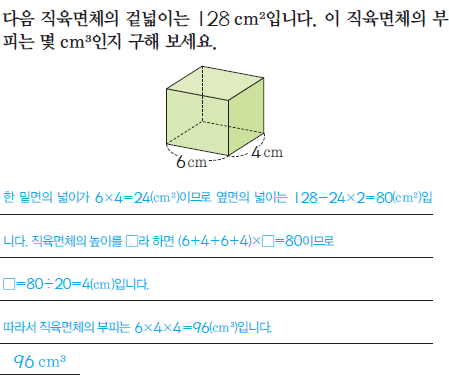 다음 직육면체의 겉넓이는 128 cm²입니다. 이 직육면체의 부
피는 몇 cm³인지 구해 보세요.
6 cm
4 cm
한 밑면의 넓이가 6×4=24(cm²)이므로 옆면의 넓이는 128-24×2=80(cm²)입
니다. 직육면체의 높이를 □라 하면 (6+4+6+4)×□=80이므로
□=80÷20=4(cm)입니다.
따라서 직육면체의 부피는 6×4×4=96(cm³)입니다.
96 cm³